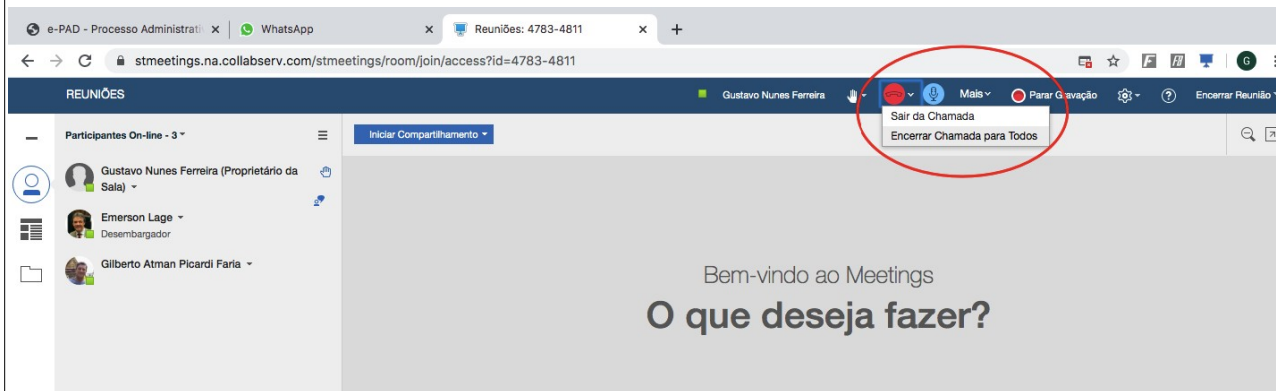 e-PAD - Processo Administrati
WhatsApp
Reuniões: 4783-4811
stmeetings.na.collabserv.com/stmeetings/room/join/access?id=4783-4811
G
REUNIÕES
Gustavo Nunes Ferreira
Mais
Parar Gravação
Encerrar Reunião
Sair da Chamada
Encerrar Chamada para Todos
Participantes On-line - 3
Iniciar Compartilhamento
Gustavo Nunes Ferreira (Proprietário da
Sala)
Emerson Lage
Desembargador
Gilberto Atman Picardi Faria
Bem-vindo ao Meetings
O que deseja fazer?